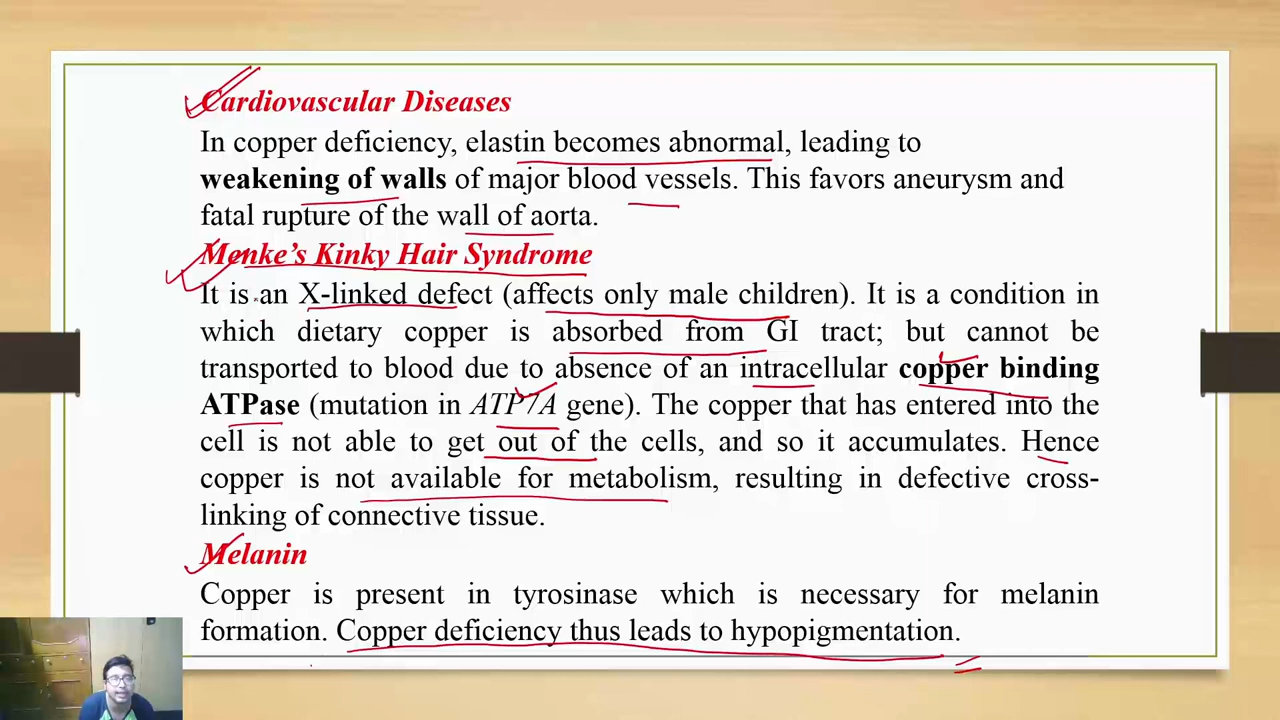 Cardiovascular Diseases
In copper deficiency, elastin becomes abnormal, leading to
weakening of walls of major blood vessels. This favors aneurysm and
fatal rupture of the wall of aorta.
Menke’s Kinky Hair Syndrome
It is an X-linked defect (affects only male children). It is a condition in
which dietary copper is absorbed from GI tract; but cannot be
transported to blood due to absence of an intracellular copper binding
ATPase (mutation in ATP7A gene). The copper that has entered into the
cell is not able to get out of the cells, and so it accumulates. Hence
copper is not available for metabolism, resulting in defective cross-
linking of connective tissue.
Melanin
Copper is present in tyrosinase which is necessary for melanin
formation. Copper deficiency thus leads to hypopigmentation.